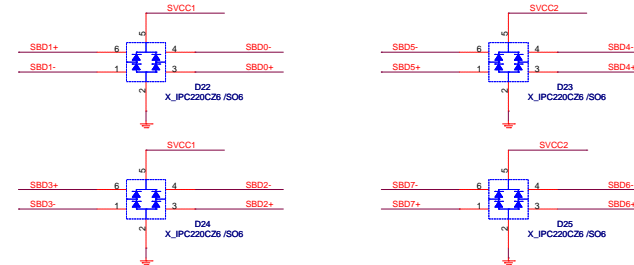 SVCC1
5
SBD1+ 6 4 SBD0-
SBD1- 1 3 SBD0+
2
D22
X_IPC220CZ6 /SO6
SVCC2
5
SBD5- 6 4 SBD4-
SBD5+ 1 3 SBD4+
2
D23
X_IPC220CZ6 /SO6
SVCC1
5
SBD3+ 6 4 SBD2-
SBD3- 1 3 SBD2+
2
D24
X_IPC220CZ6 /SO6
SVCC2
5
SBD7- 6 4 SBD6-
SBD7+ 1 3 SBD6+
2
D25
X_IPC220CZ6 /SO6